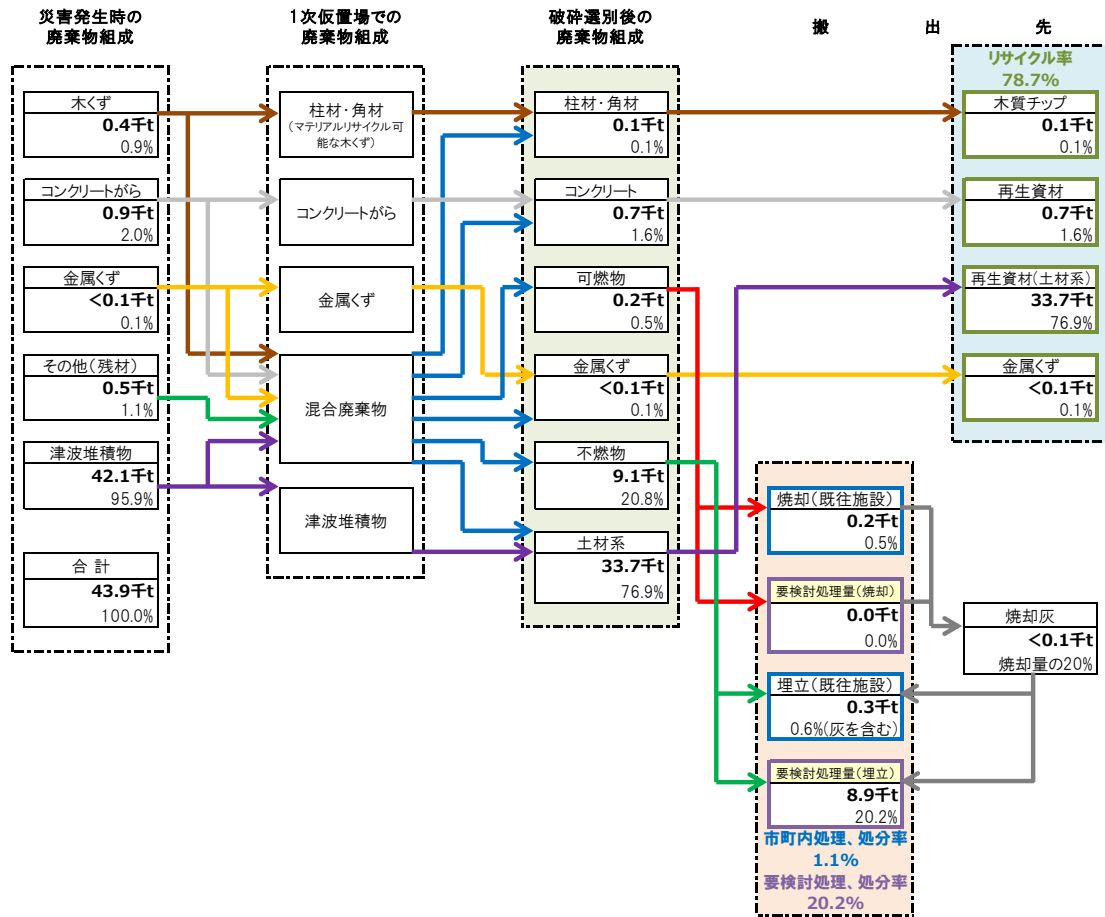 災害発生時の
廃棄物組成
1次仮置場での
廃棄物組成
破砕選別後の
廃棄物組成
搬 出 先
木くず
0.4千t
0.9%
コンクリートがら
0.9千t
2.0%
金属くず
<0.1千t
0.1%
その他(残材)
0.5千t
1.1%
津波堆積物
42.1千t
95.9%
合 計
43.9千t
100.0%
柱材・角材
(マテリアルリサイクル可
能な木くず)
コンクリートがら
金属くず
混合廃棄物
津波堆積物
柱材・角材
0.1千t
0.1%
コンクリート
0.7千t
1.6%
可燃物
0.2千t
0.5%
金属くず
<0.1千t
0.1%
不燃物
9.1千t
20.8%
土材系
33.7千t
76.9%
リサイクル率
78.7%
木質チップ
0.1千t
0.1%
再生資材
0.7千t
1.6%
再生資材(土材系)
33.7千t
76.9%
金属くず
<0.1千t
0.1%
焼却(既往施設)
0.2千t
0.5%
要検討処理量(焼却)
0.0千t
0.0%
埋立(既往施設)
0.3千t
0.6%(灰を含む)
要検討処理量(埋立)
8.9千t
20.2%
市町内処理、処分率
1.1%
要検討処理、処分率
20.2%
焼却灰
<0.1千t
焼却量の20%